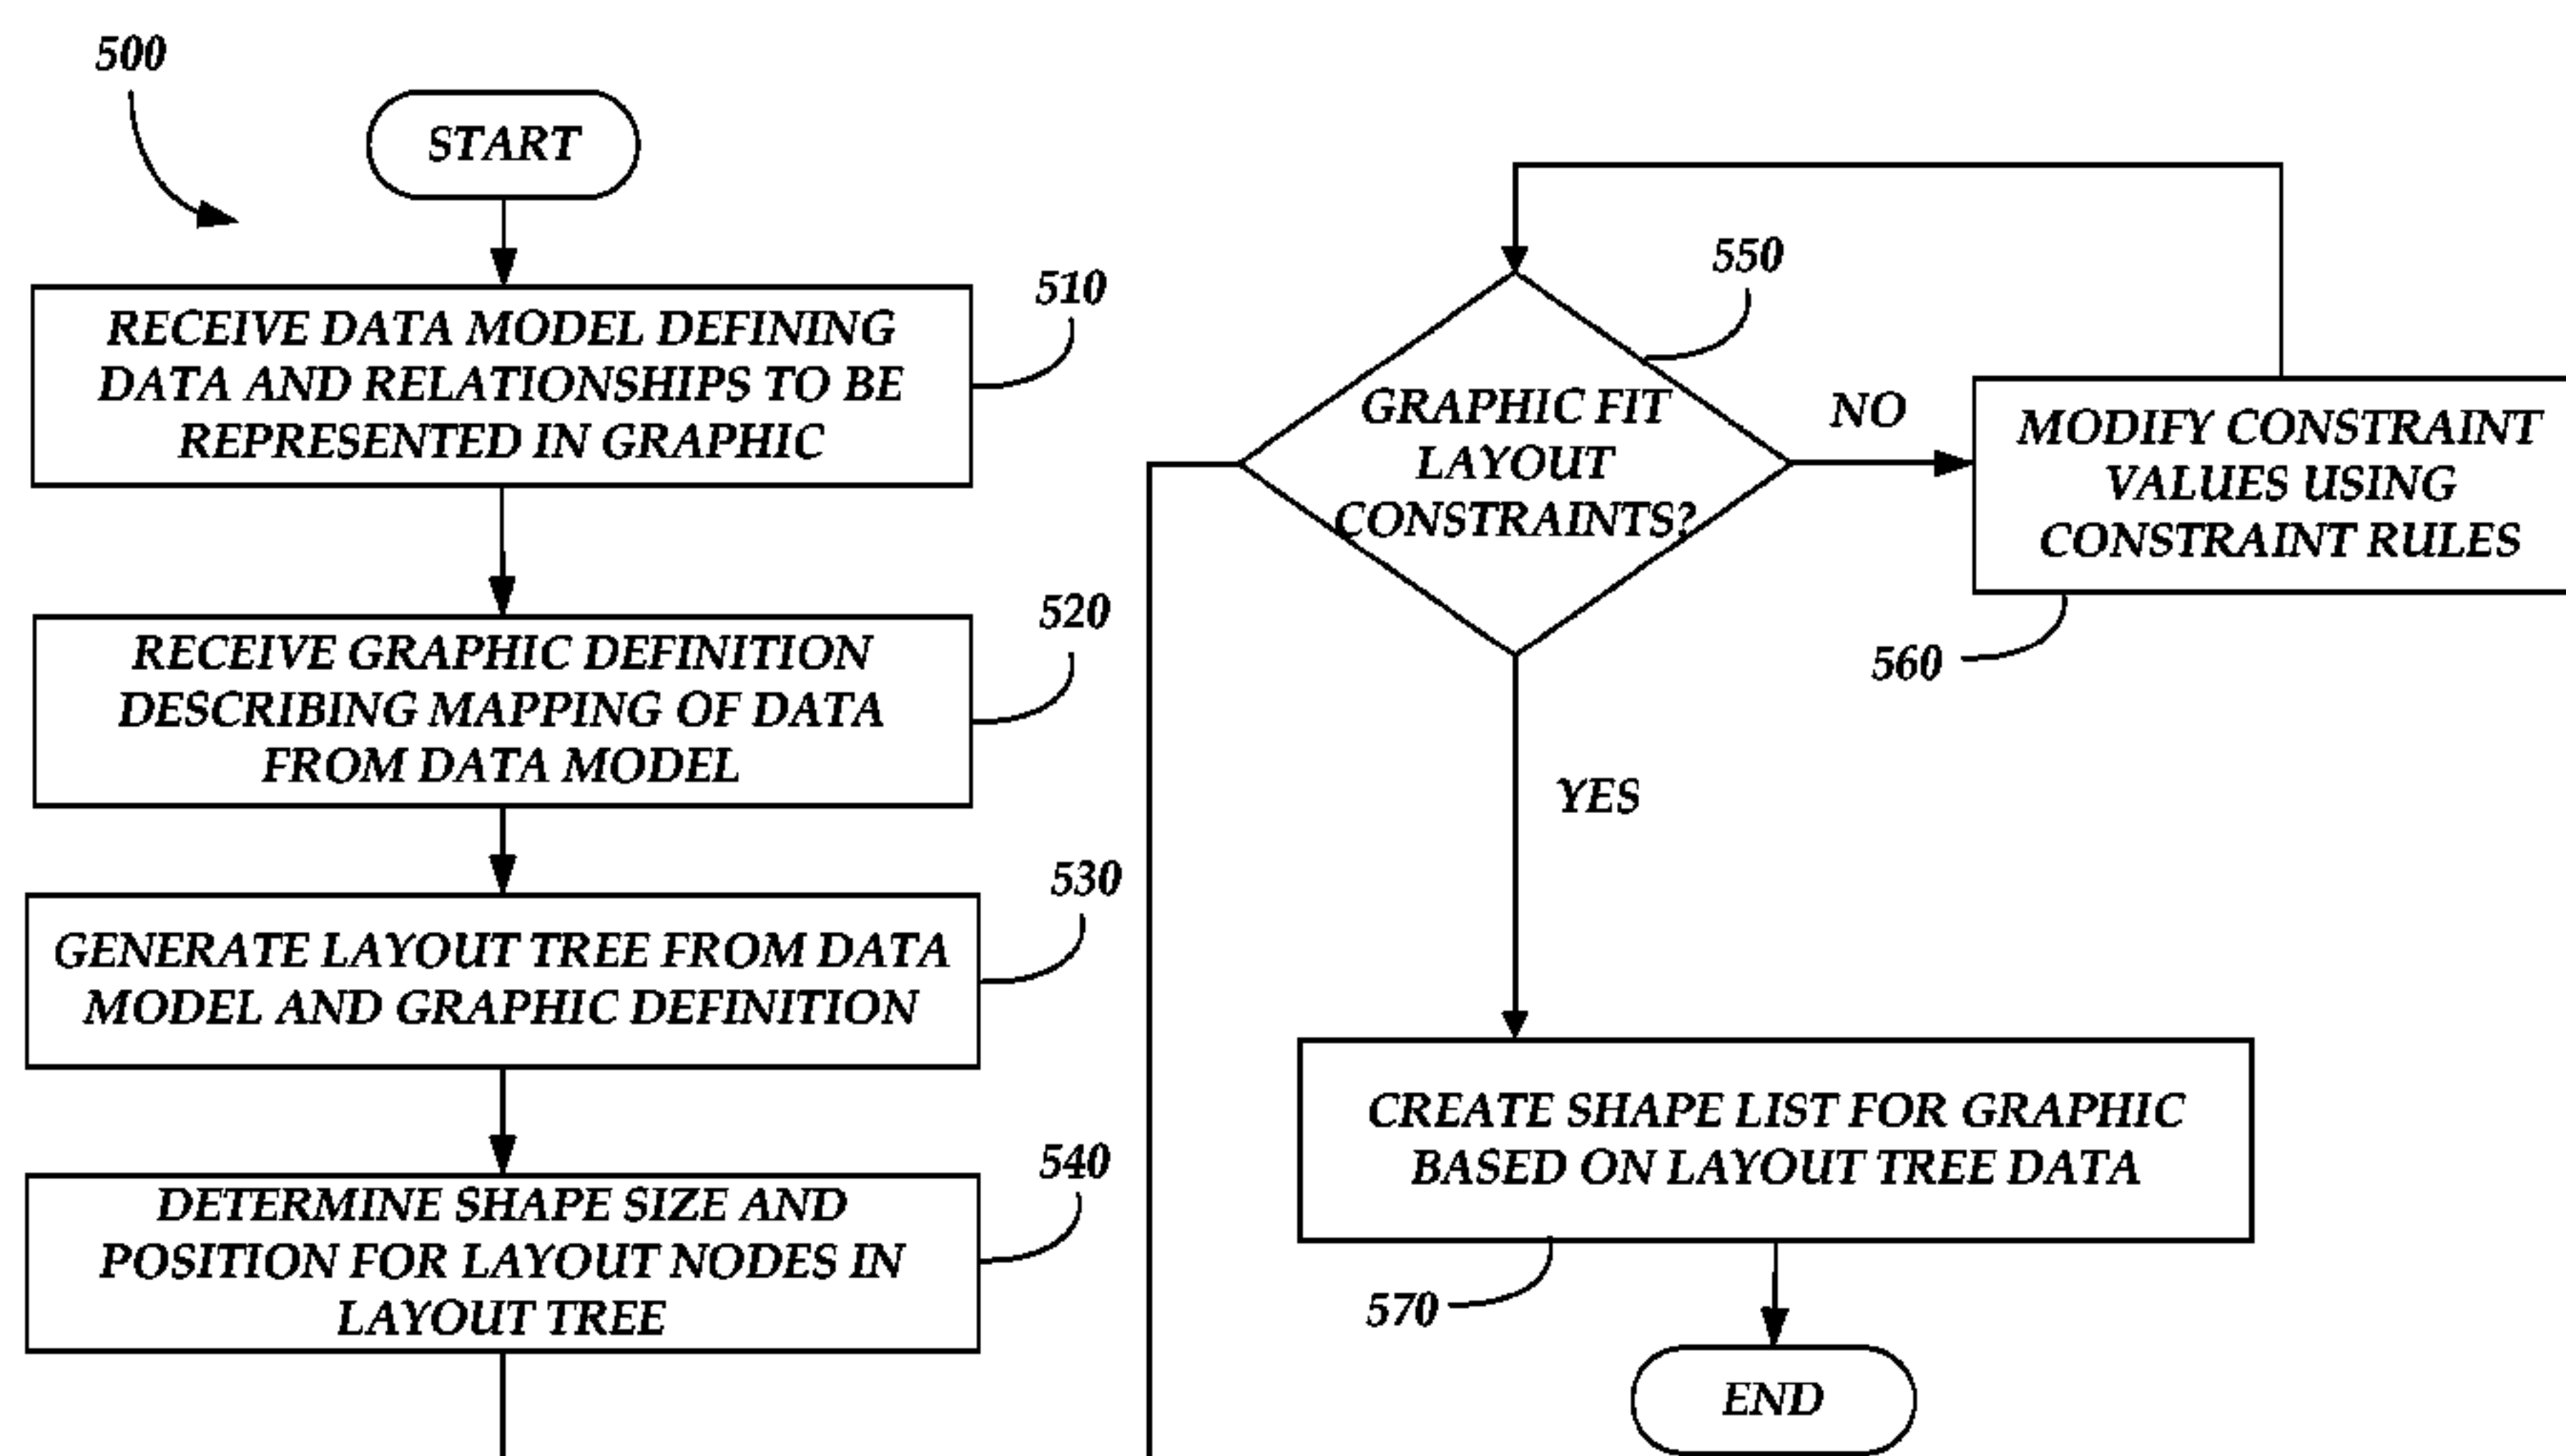 500
START
RECEIVE DATA MODEL DEFINING
DATA AND RELATIONSHIPS TO BE
REPRESENTED IN GRAPHIC
510
RECEIVE GRAPHIC DEFINITION
DESCRIBING MAPPING OF DATA
FROM DATA MODEL
520
GENERATE LAYOUT TREE FROM DATA
MODEL AND GRAPHIC DEFINITION
530
DETERMINE SHAPE SIZE AND
POSITION FOR LAYOUT NODES IN
LAYOUT TREE
540
GRAPHIC FIT
LAYOUT
CONSTRAINTS?
550
NO
MODIFY CONSTRAINT
VALUES USING
CONSTRAINT RULES
560
YES
CREATE SHAPE LIST FOR GRAPHIC
BASED ON LAYOUT TREE DATA
570
END